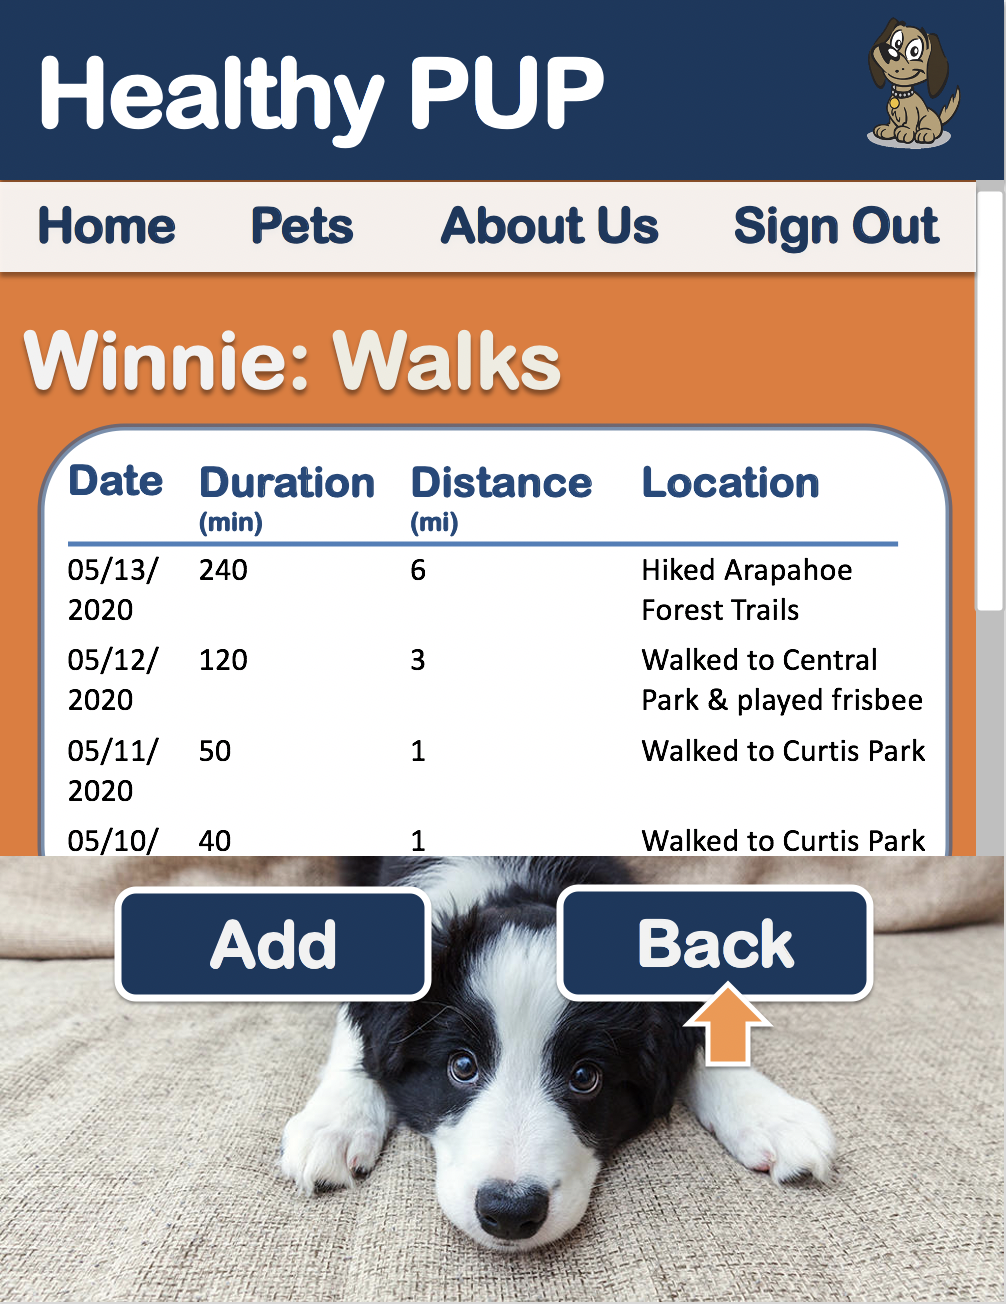 Healthy PUP
Home Pets About Us Sign Out
Winnie: Walks
Date Duration Distance Location
(min) (mi)
05/13/ 240 6 Hiked Arapahoe
2020 Forest Trails
05/12/ 120 3 Walked to Central
2020 Park & played frisbee
05/11/ 50 1 Walked to Curtis Park
2020
05/10/ 40 1 Walked to Curtis Park
Add Back